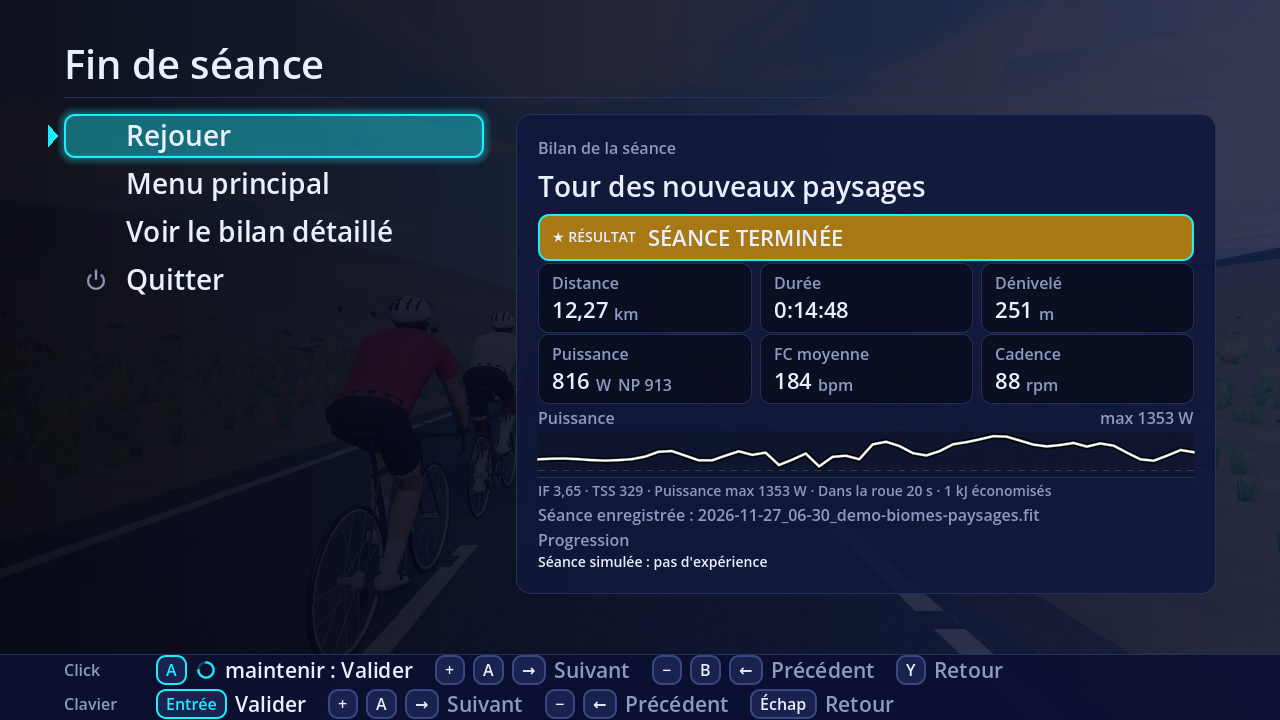 Fin de séance
Rejouer
Menu principal
Voir le bilan détaillé
Quitter
Bilan de la séance
Tour des nouveaux paysages
★ RÉSULTAT SÉANCE TERMINÉE
Distance
12,27 km
Durée
0:14:48
Dénivelé
251 m
Puissance
816 W NP 913
FC moyenne
184 bpm
Cadence
88 rpm
Puissance max 1353 W
IF 3,65 · TSS 329 · Puissance max 1353 W · Dans la roue 20 s · 1 kJ économisés
Séance enregistrée : 2026-11-27_06-30_demo-biomes-paysages.fit
Progression
Séance simulée : pas d'expérience
Click A maintenir : Valider + A → Suivant − B ← Précédent Y Retour
Clavier Entrée Valider + A → Suivant − ← Précédent Échap Retour